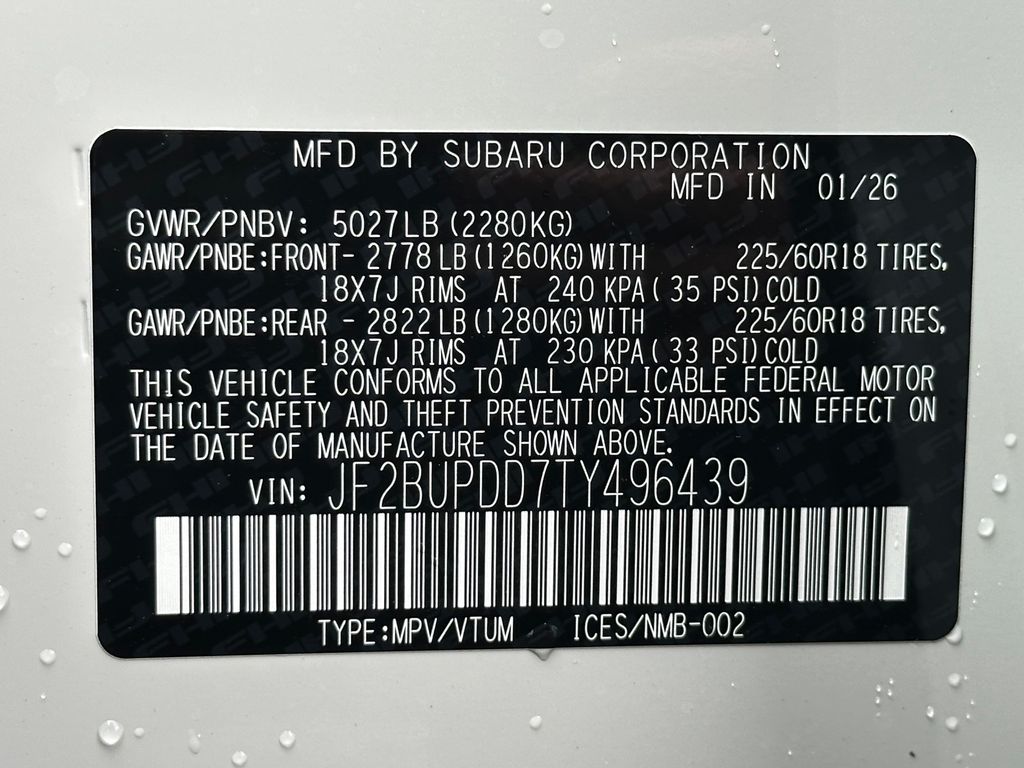 MFD BY SUBARU CORPORATION
MFD IN 01/26
GVWR/PNBV: 5027LB (2280KG)
GAWR/PNBE:FRONT- 2778 LB (1260KG) WITH 225/60R18 TIRES,
18X7J RIMS AT 240 KPA ( 35 PSI) COLD
GAWR/PNBE:REAR - 2822 LB (1280KG) WITH 225/60R18 TIRES,
18X7J RIMS AT 230 KPA ( 33 PSI) COLD
THIS VEHICLE CONFORMS TO ALL APPLICABLE FEDERAL MOTOR
VEHICLE SAFETY AND THEFT PREVENTION STANDARDS IN EFFECT ON
THE DATE OF MANUFACTURE SHOWN ABOVE.
VIN: JF2BUPDD7TY496439
TYPE:MPV/VTUM ICES/NMB-002